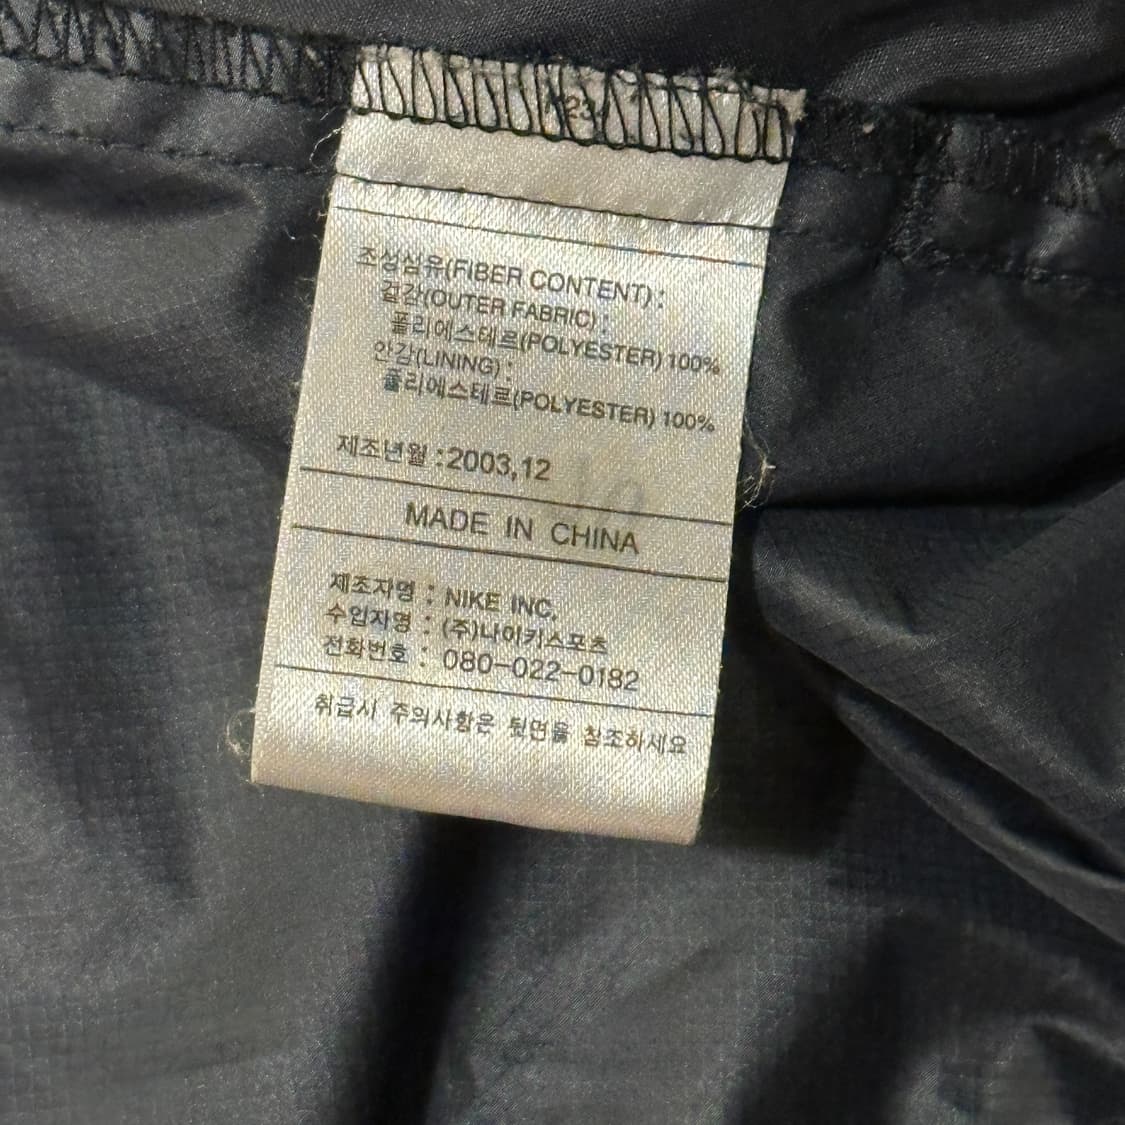 23
조성섬유(FIBER CONTENT) :
겉감(OUTER FABRIC) :
폴리에스테르(POLYESTER) 100%
안감(LINING) :
폴리에스테르(POLYESTER) 100%
제조년월 : 2003,12
MADE IN CHINA
제조자명 : NIKE INC.
수입자명 : (주)나이키스포츠
전화번호 : 080-022-0182
취급시 주의사항은 뒷면을 참조하세요